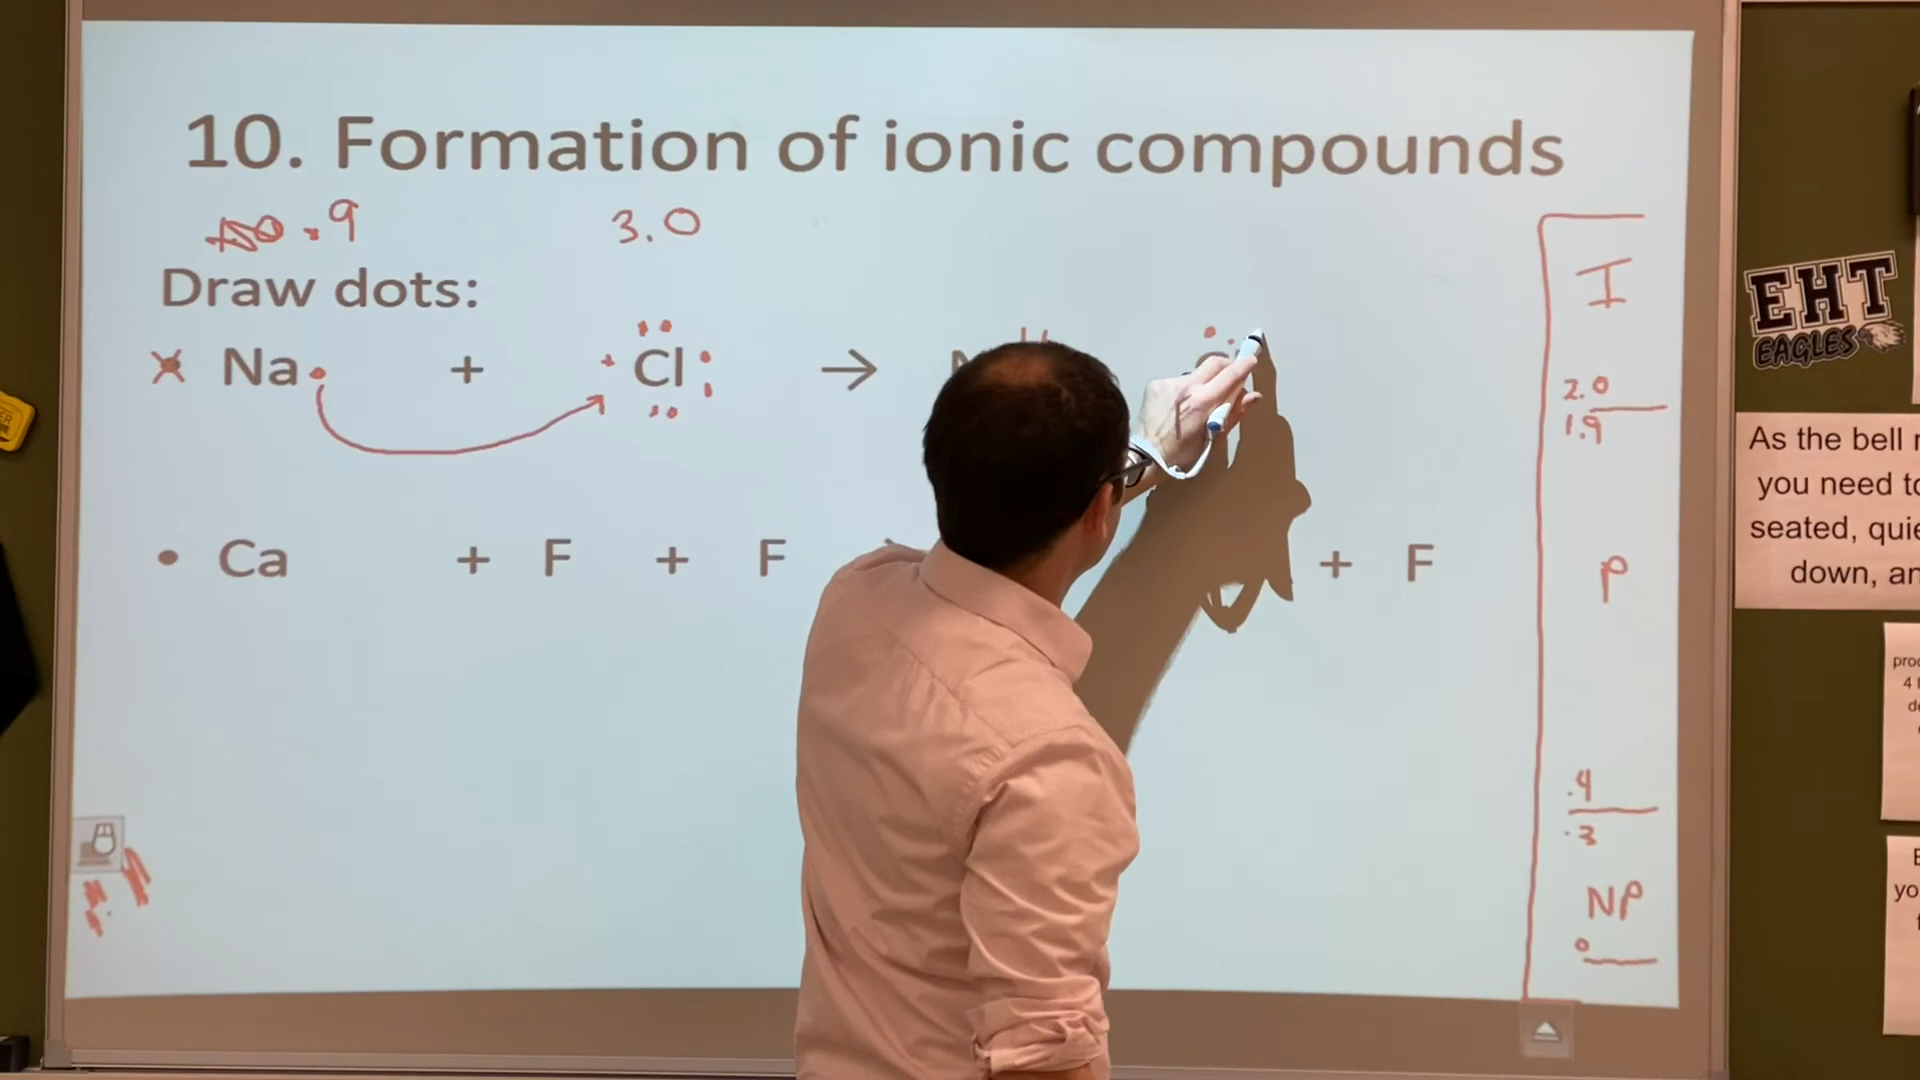 10. Formation of ionic compounds
.9 3.0
Draw dots:
Na + Cl →
• Ca + F + F + F
I
2.0
1.9
P
.4
.3
NP
0
EHT
EAGLES
As the bell
you need to
seated, quie
down, an
4